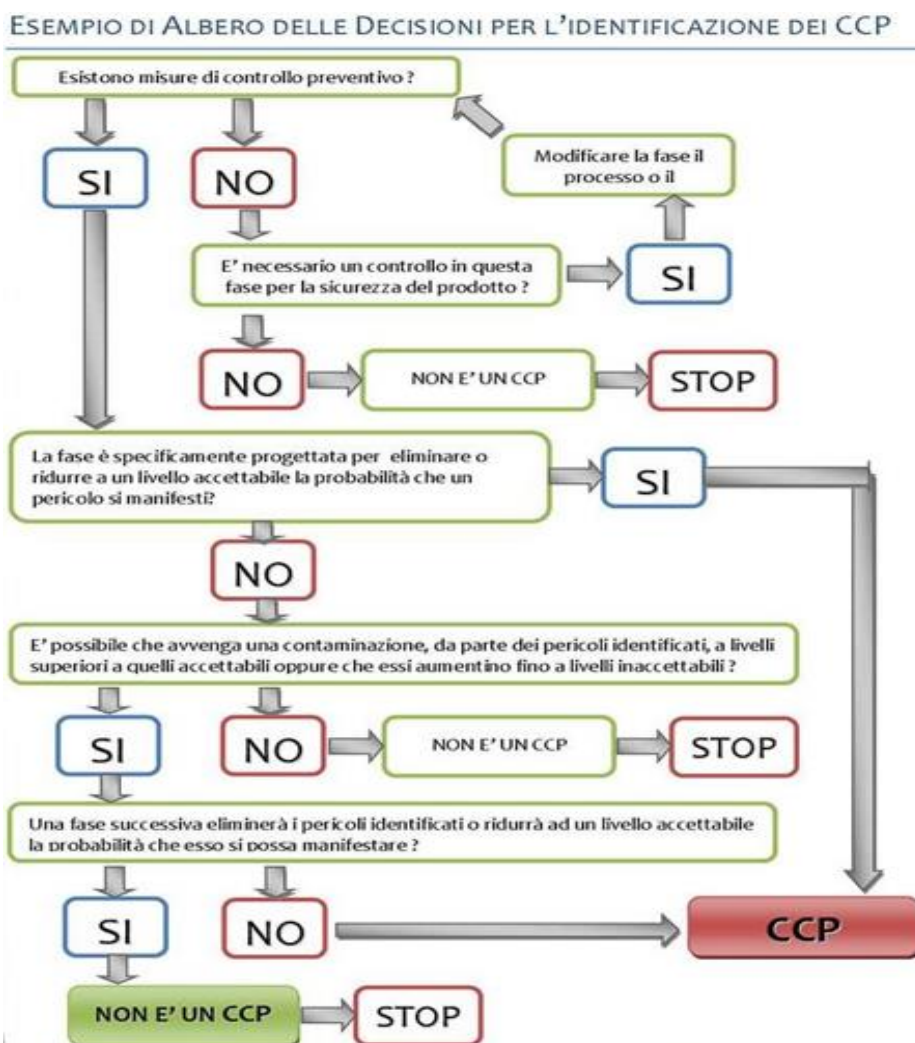 ESEMPIO DI ALBERO DELLE DECISIONI PER L'IDENTIFICAZIONE DEI CCP
Esistono misure di controllo preventivo ?
SI
NO
Modificare la fase il
processo o il
E' necessario un controllo in questa
fase per la sicurezza del prodotto ?
SI
NO
NON E' UN CCP
STOP
La fase è specificamente progettata per eliminare o
ridurre a un livello accettabile la probabilità che un
pericolo si manifesti?
SI
NO
E' possibile che avvenga una contaminazione, da parte dei pericoli identificati, a livelli
superiori a quelli accettabili oppure che essi aumentino fino a livelli inaccettabili ?
SI
NO
NON E' UN CCP
STOP
Una fase successiva eliminerà i pericoli identificati o ridurrà ad un livello accettabile
la probabilità che esso si possa manifestare ?
SI
NO
CCP
NON E' UN CCP
STOP